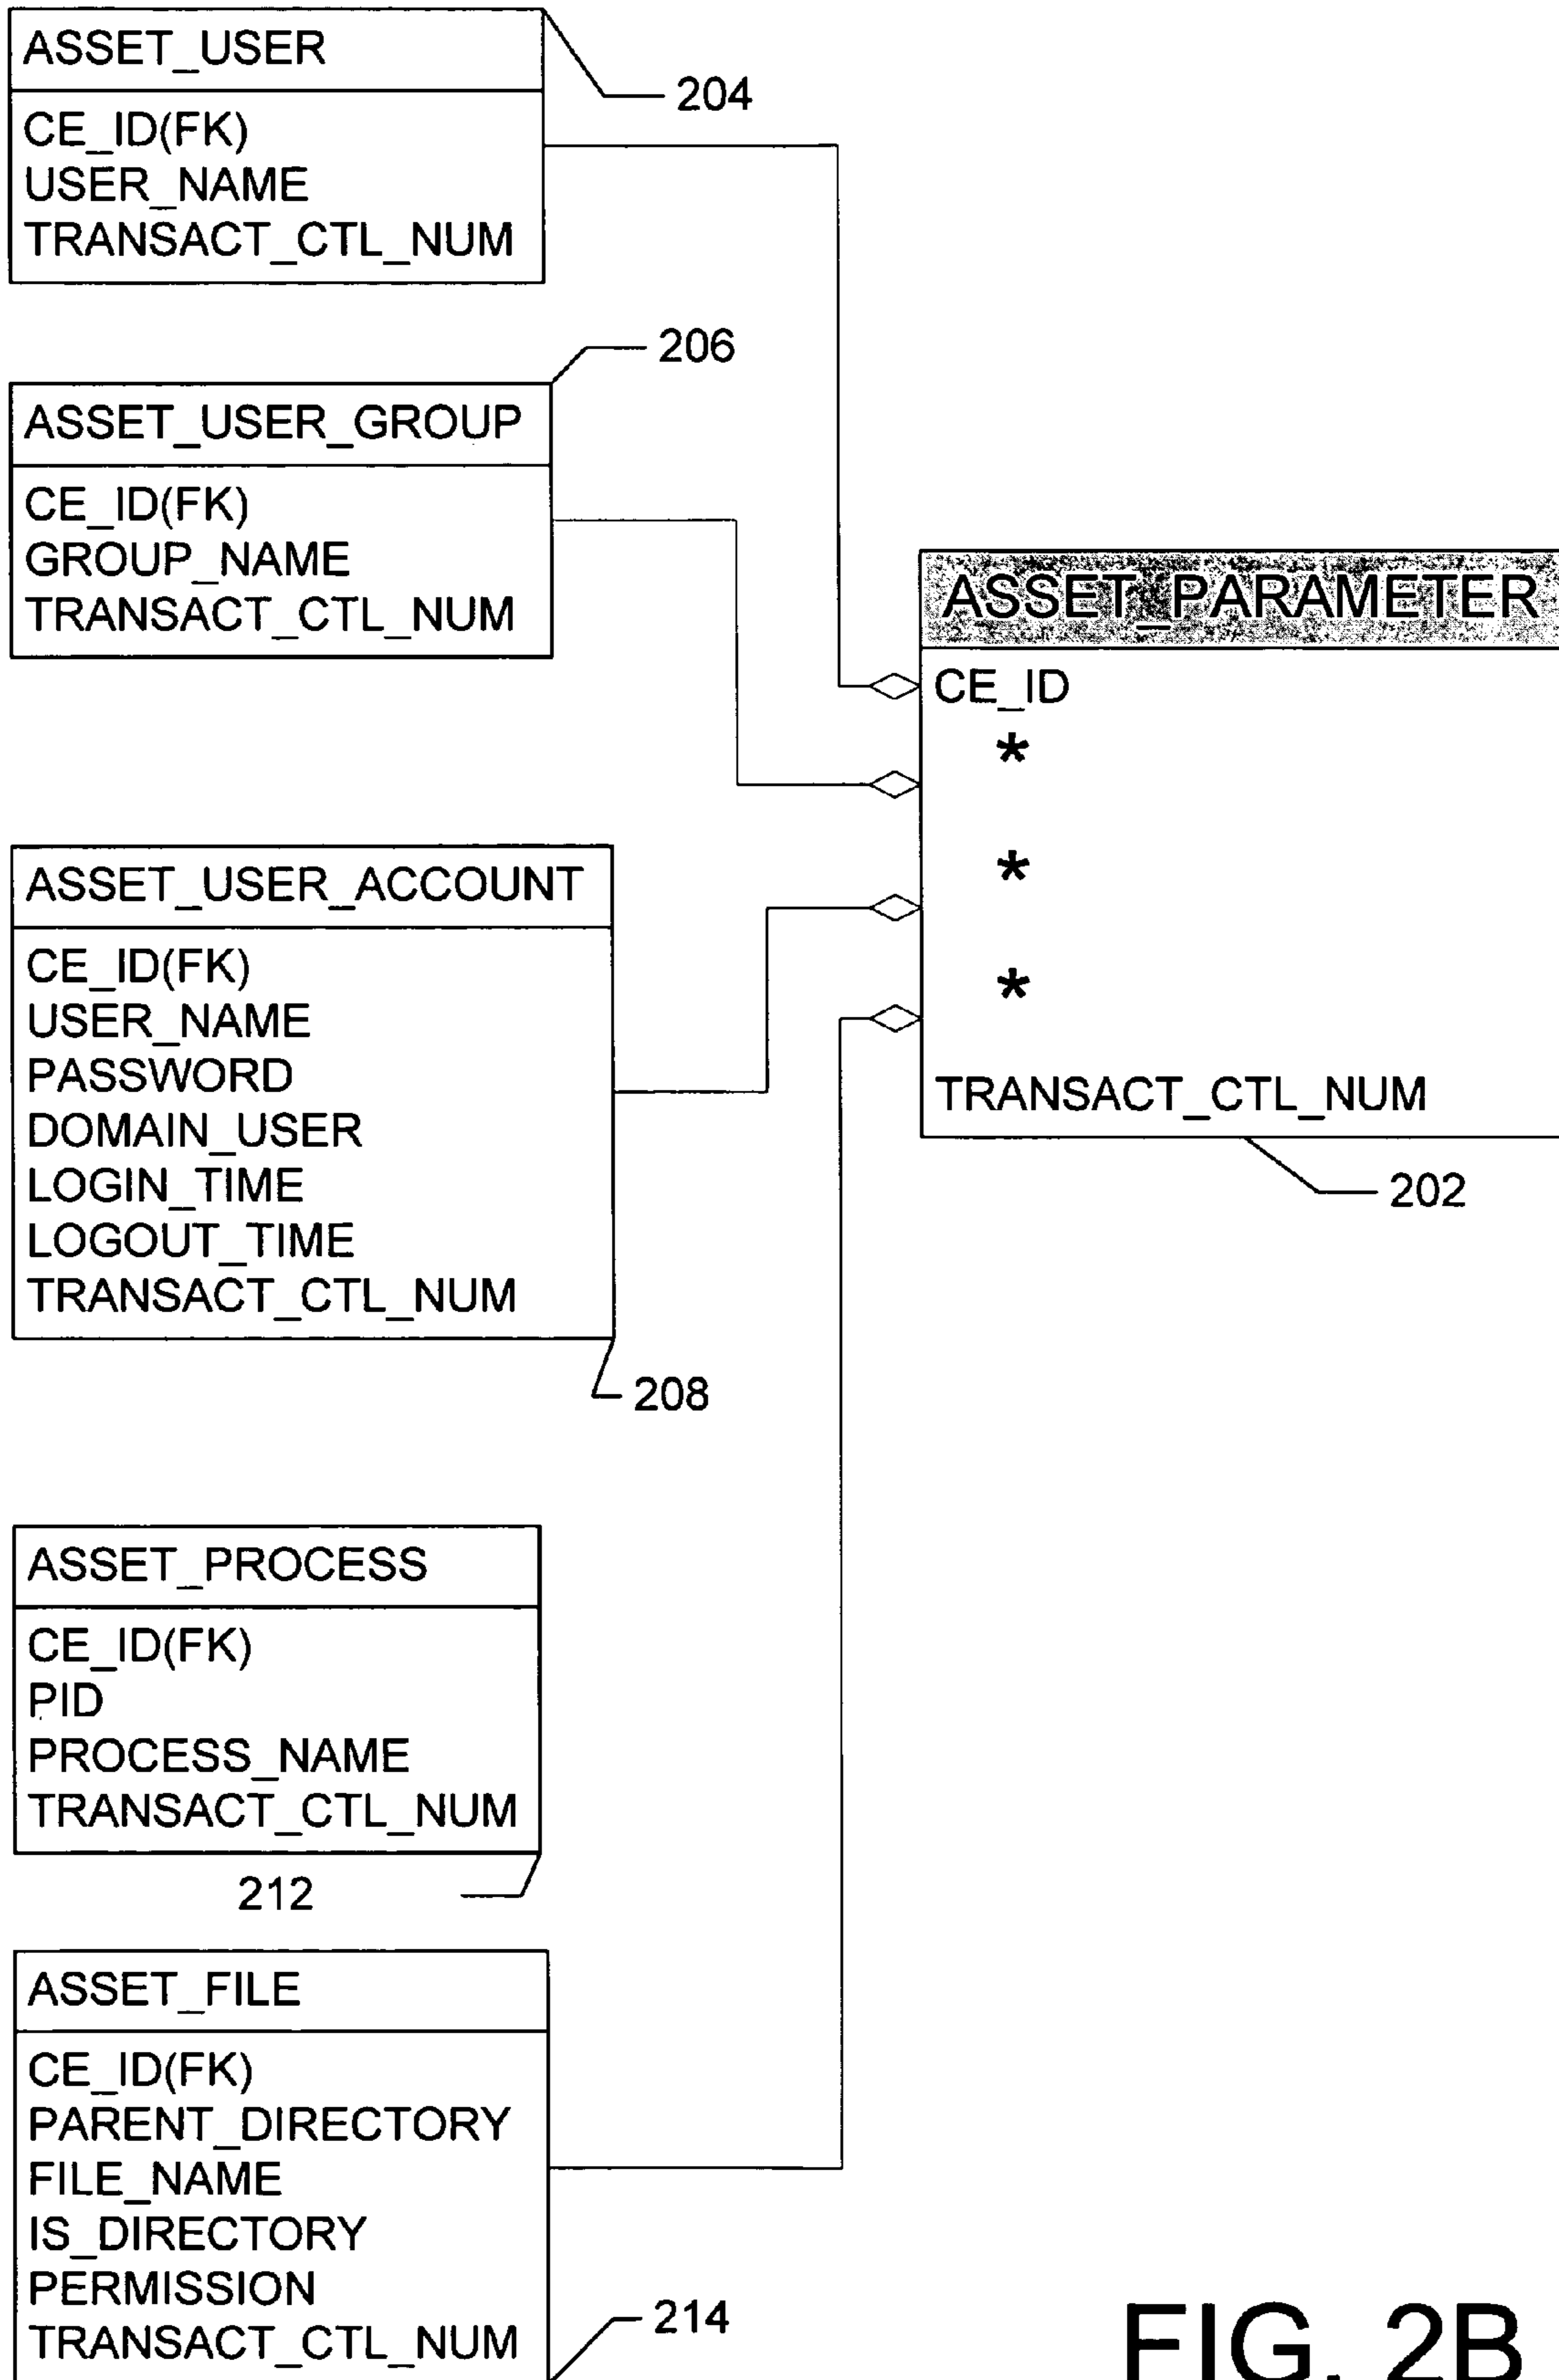 ASSET_USER
204
CE_ID(FK)
USER_NAME
TRANSACT_CTL_NUM
206
ASSET_USER_GROUP
CE_ID(FK)
GROUP_NAME
TRANSACT_CTL_NUM
ASSET_PARAMETER
CE_ID
*
*
*
TRANSACT_CTL_NUM
202
ASSET_USER_ACCOUNT
CE_ID(FK)
USER_NAME
PASSWORD
DOMAIN_USER
LOGIN_TIME
LOGOUT_TIME
TRANSACT_CTL_NUM
208
ASSET_PROCESS
CE_ID(FK)
PID
PROCESS_NAME
TRANSACT_CTL_NUM
212
ASSET_FILE
CE_ID(FK)
PARENT_DIRECTORY
FILE_NAME
IS_DIRECTORY
PERMISSION
TRANSACT_CTL_NUM
214
FIG. 2B